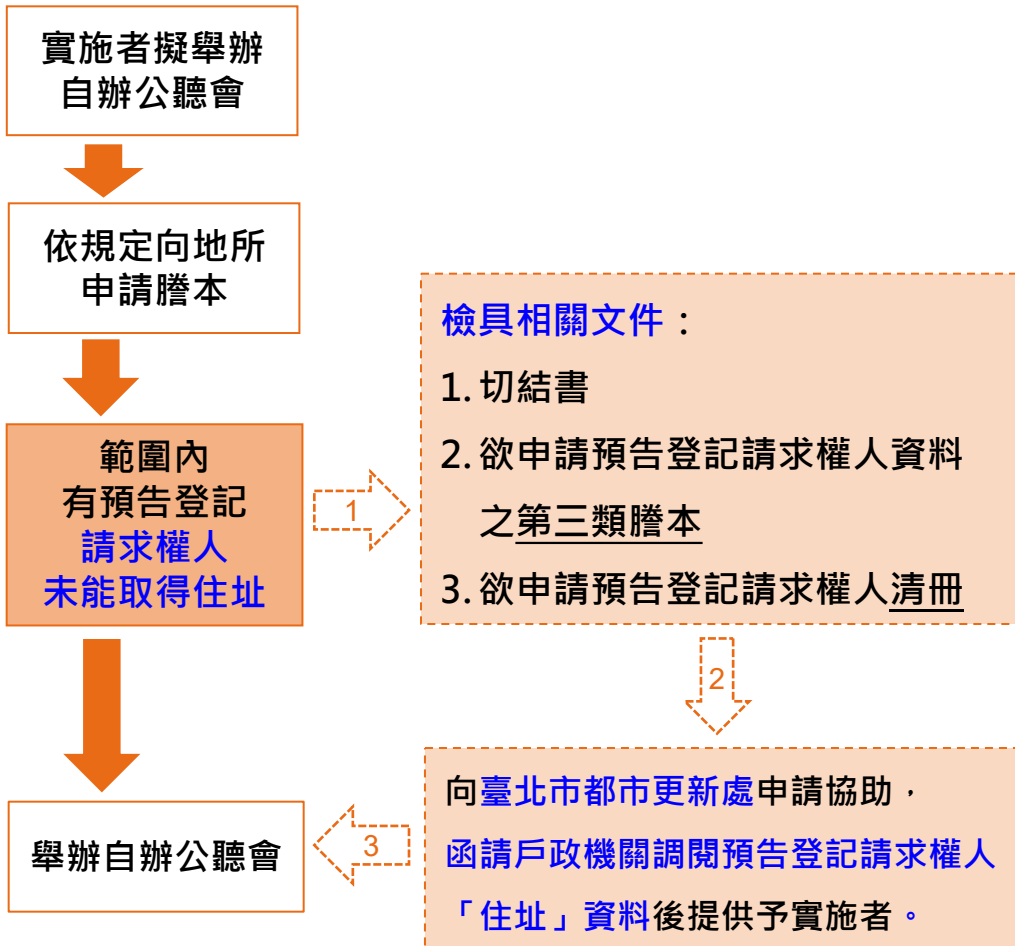 實施者擬舉辦
自辦公聽會
依規定向地所
申請謄本
範圍內
有預告登記
請求權人
未能取得住址
1
檢具相關文件：
1.切結書
2.欲申請預告登記請求權人資料
之第三類謄本
3.欲申請預告登記請求權人清冊
2
向臺北市都市更新處申請協助，
函請戶政機關調閱預告登記請求權人
「住址」資料後提供予實施者。
3
舉辦自辦公聽會